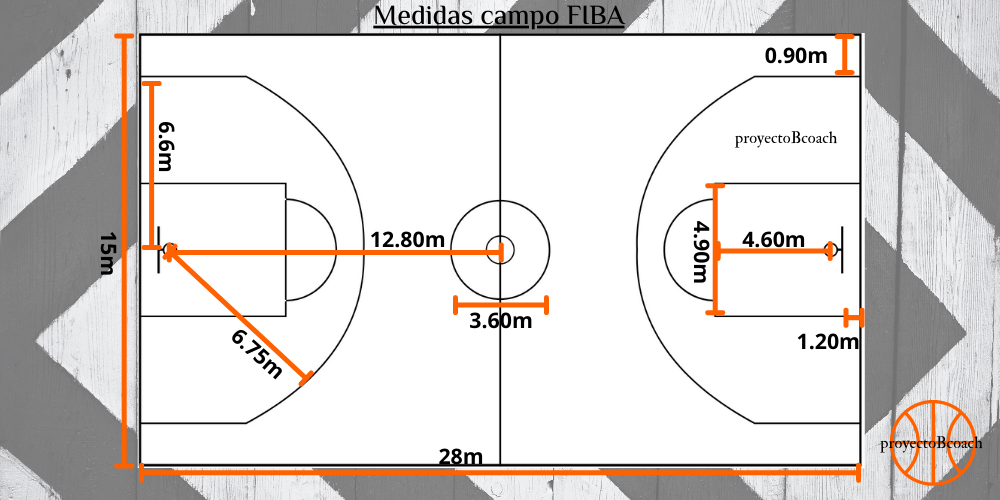 Medidas campo FIBA
0.90m
proyectoBcoach
6.6m
15m
12.80m
4.90m
4.60m
3.60m
1.20m
6.75m
28m
proyectoBcoach